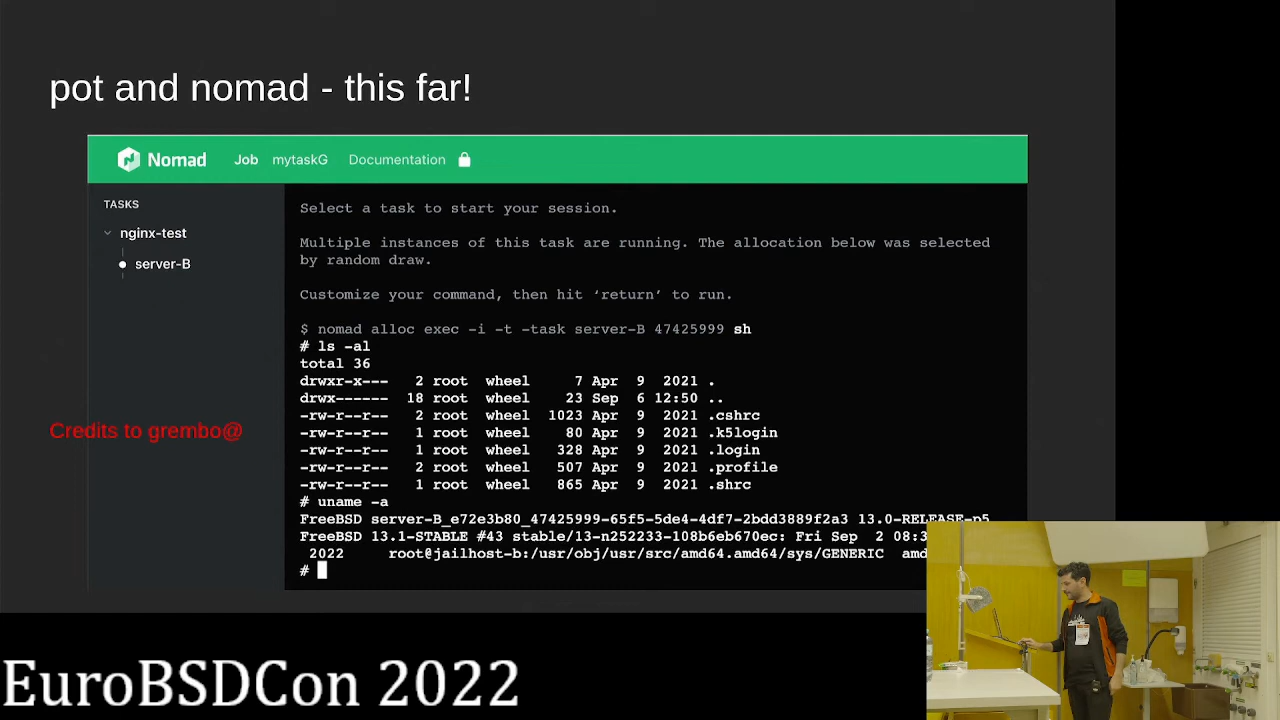 pot and nomad - this far!
Nomad Job mytaskG Documentation
TASKS
nginx-test
server-B
Select a task to start your session.
Multiple instances of this task are running. The allocation below was selected
by random draw.
Customize your command, then hit ‘return’ to run.
$ nomad alloc exec -i -t -task server-B 47425999 sh
# ls -al
total 36
drwxr-x--- 2 root wheel 7 Apr 9 2021 .
drwx------ 18 root wheel 23 Sep 6 12:50 ..
-rw-r--r-- 2 root wheel 1023 Apr 9 2021 .cshrc
-rw-r--r-- 1 root wheel 80 Apr 9 2021 .k5login
-rw-r--r-- 1 root wheel 328 Apr 9 2021 .login
-rw-r--r-- 2 root wheel 507 Apr 9 2021 .profile
-rw-r--r-- 1 root wheel 865 Apr 9 2021 .shrc
# uname -a
FreeBSD server-B_e72e3b80_47425999-65f5-5de4-4df7-2bdd3889f2a3 13.0-RELEASE-p5
FreeBSD 13.1-STABLE #43 stable/13-n252233-108b6eb670ec: Fri Sep 2 08:3
2022 root@jailhost-b:/usr/obj/usr/src/amd64.amd64/sys/GENERIC amd
#
Credits to grembo@
EuroBSDCon 2022